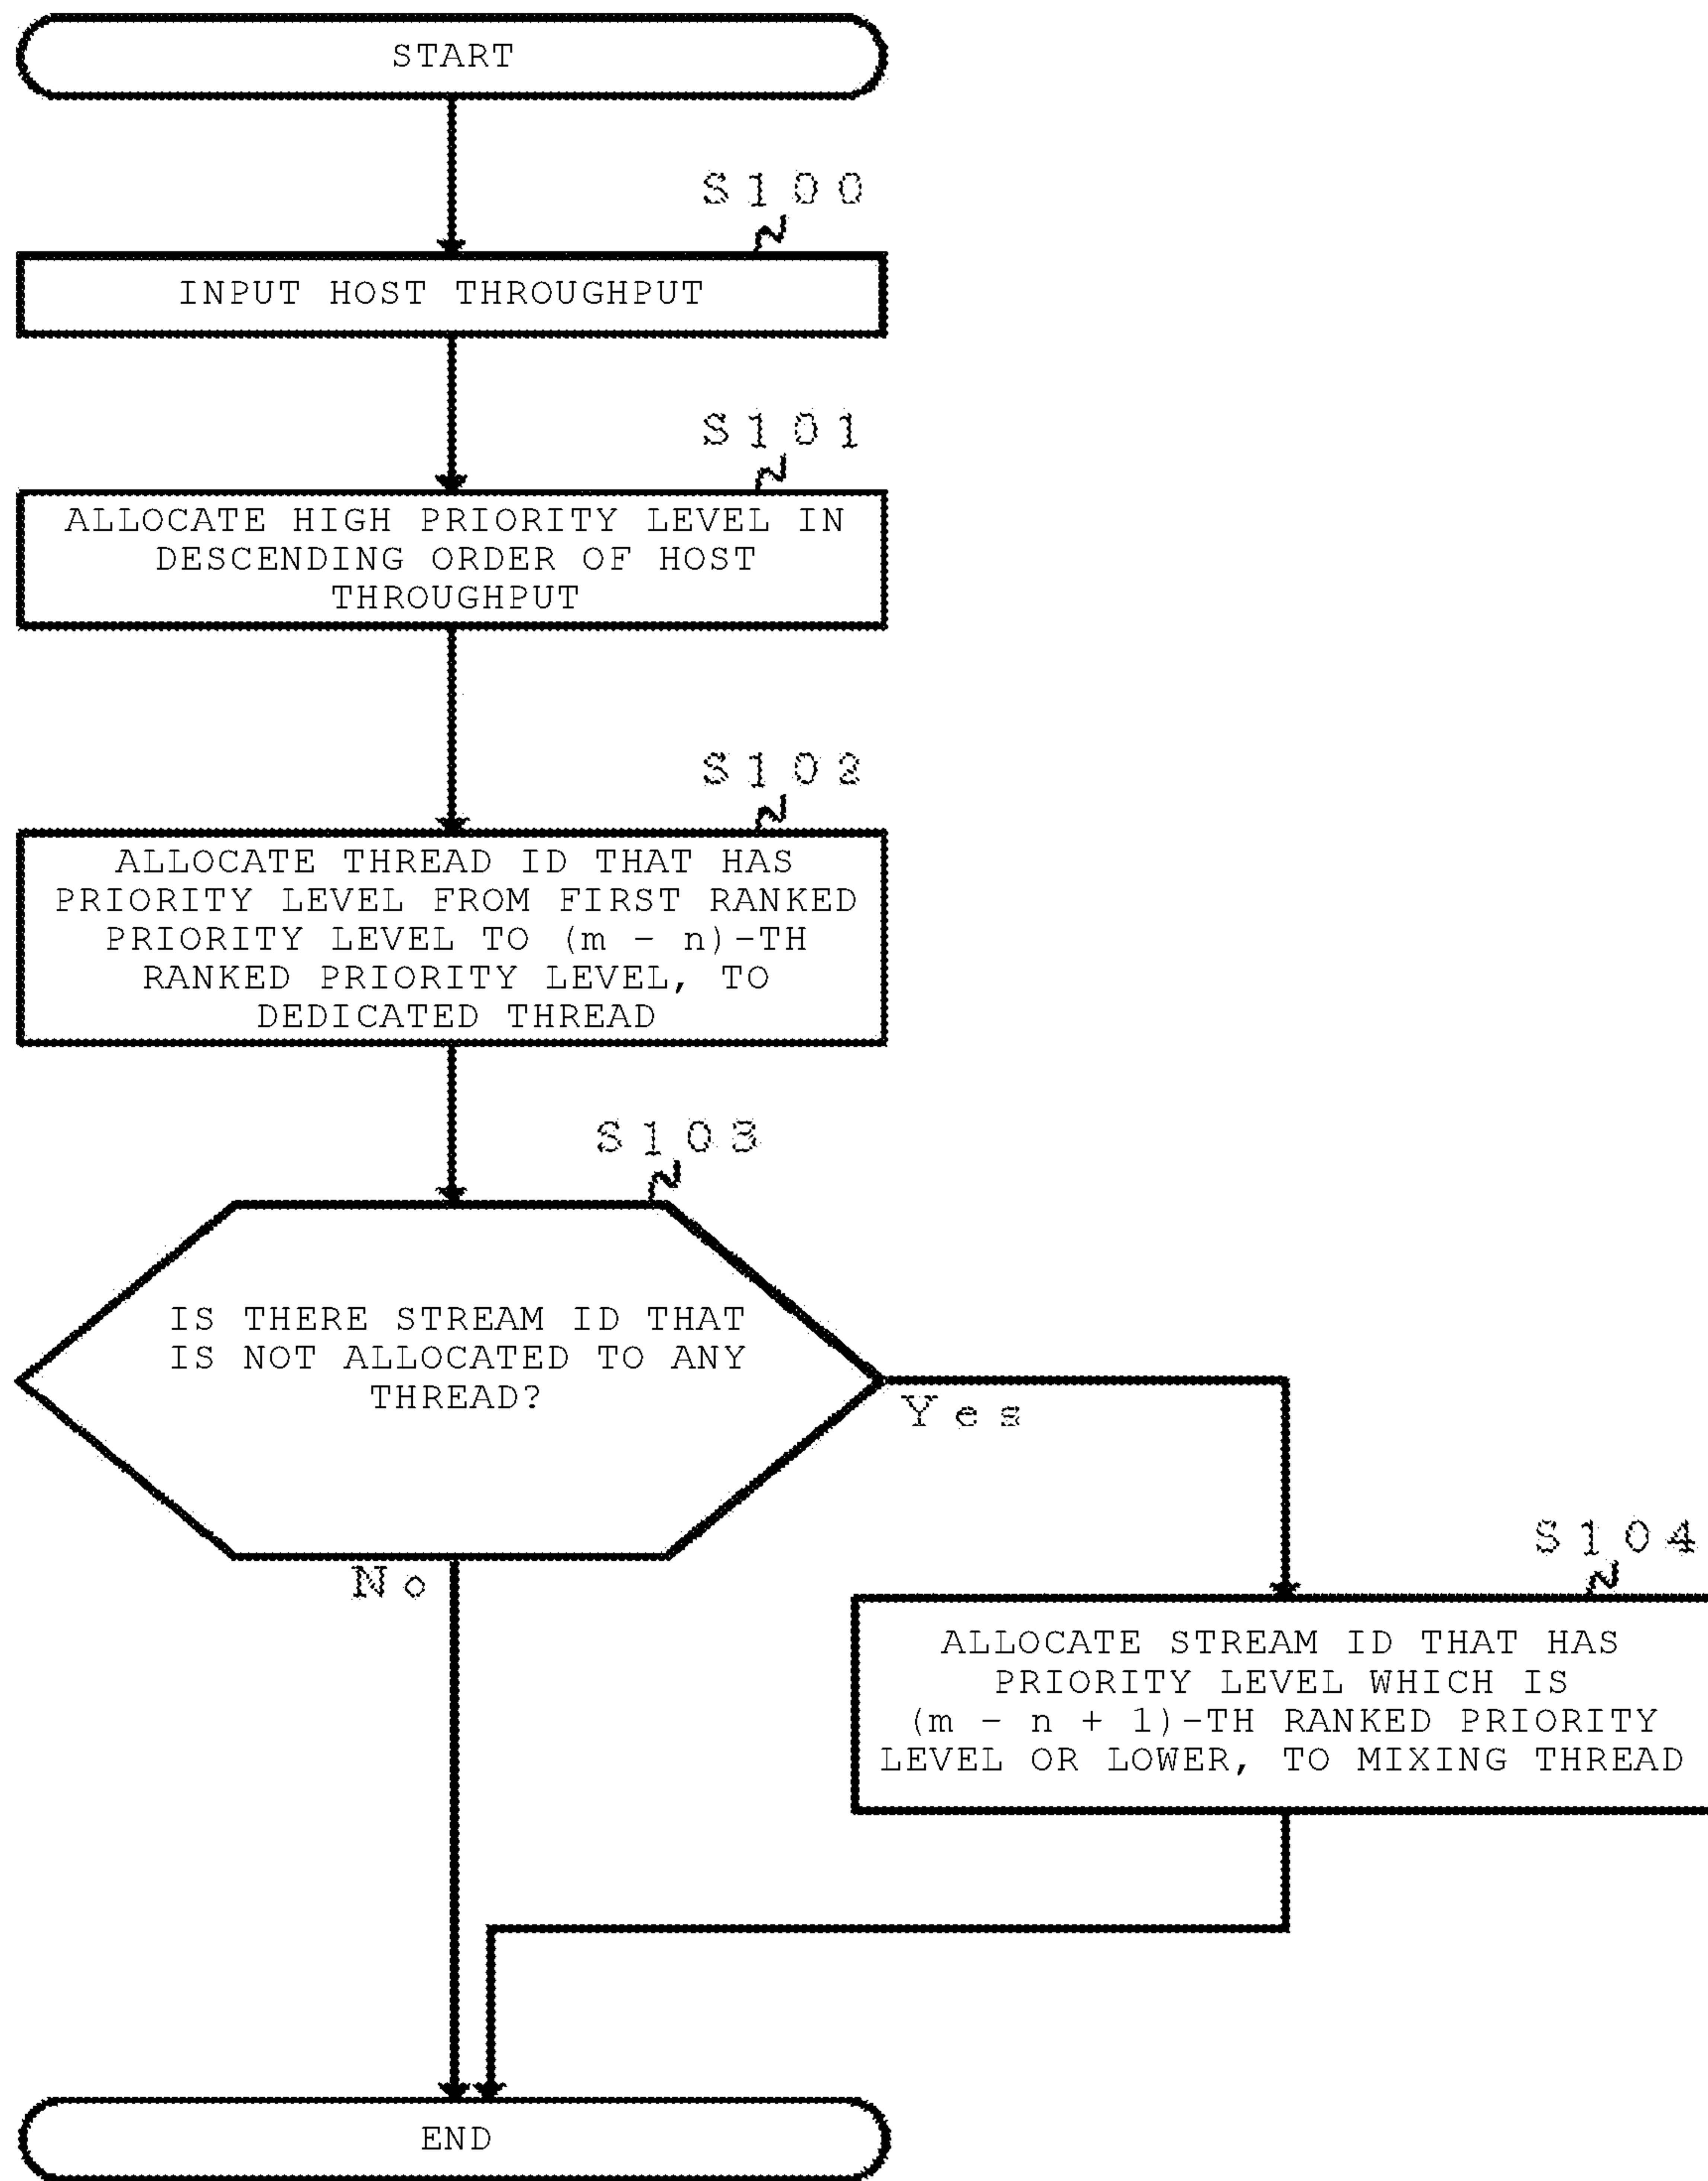 START
S100
INPUT HOST THROUGHPUT
S101
ALLOCATE HIGH PRIORITY LEVEL IN
DESCENDING ORDER OF HOST
THROUGHPUT
S102
ALLOCATE THREAD ID THAT HAS
PRIORITY LEVEL FROM FIRST RANKED
PRIORITY LEVEL TO (m - n)-TH
RANKED PRIORITY LEVEL, TO
DEDICATED THREAD
S103
IS THERE STREAM ID THAT
IS NOT ALLOCATED TO ANY
THREAD?
Yes
No
S104
ALLOCATE STREAM ID THAT HAS
PRIORITY LEVEL WHICH IS
(m - n + 1)-TH RANKED PRIORITY
LEVEL OR LOWER, TO MIXING THREAD
END